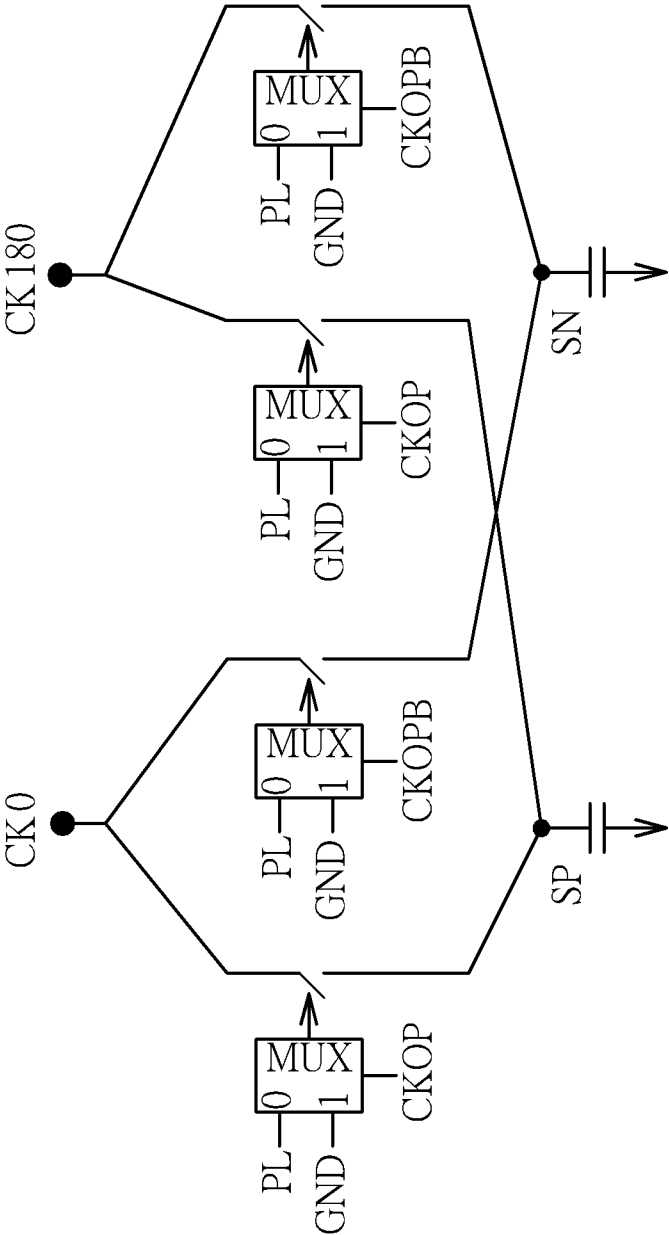 CK 180
MUX
0 1
PL
GND
CKOPB
MUX
0 1
PL
GND
CKOP
SN
CK 0
MUX
0 1
PL
GND
CKOPB
MUX
0 1
PL
GND
CKOP
SP